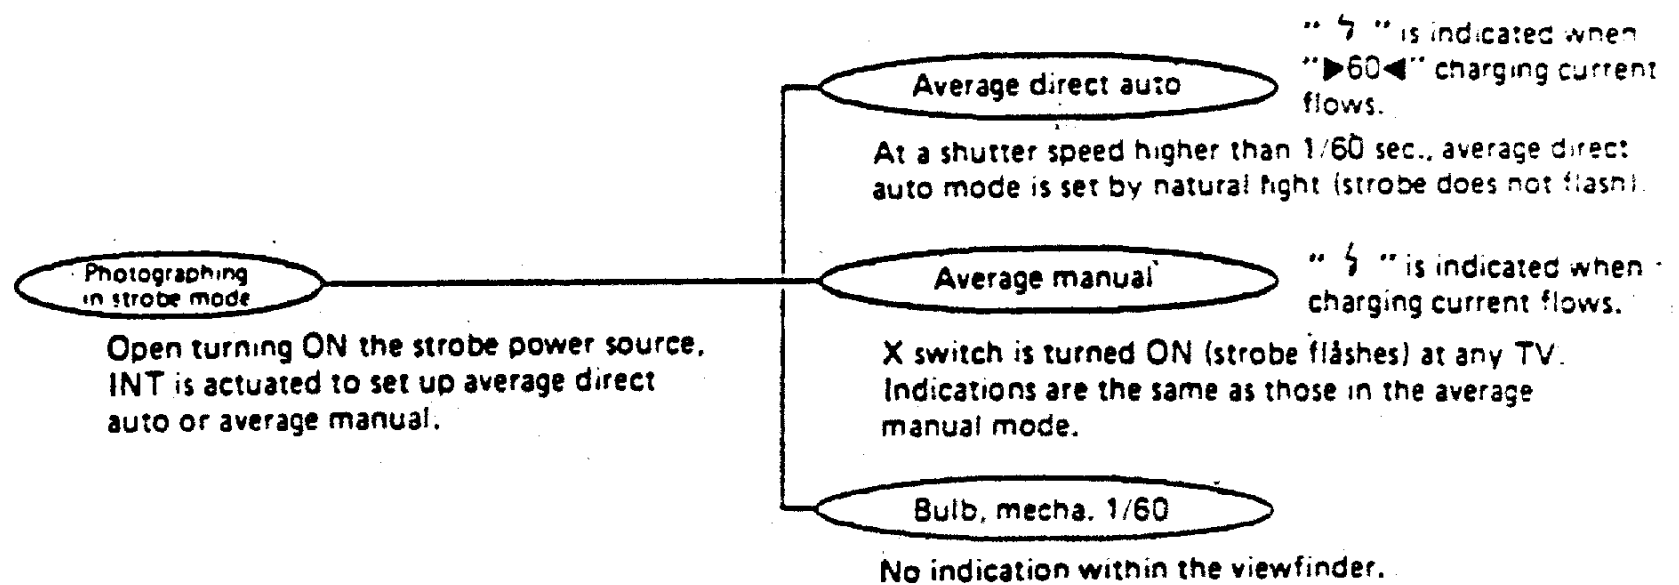 Photographing
in strobe mode
Open turning ON the strobe power source,
INT is actuated to set up average direct
auto or average manual.
Average direct auto
" ϟ " is indicated when
"▶60◀" charging current
flows.
At a shutter speed higher than 1/60 sec., average direct
auto mode is set by natural light (strobe does not flash).
Average manual
" ϟ " is indicated when
charging current flows.
X switch is turned ON (strobe flashes) at any TV.
Indications are the same as those in the average
manual mode.
Bulb, mecha. 1/60
No indication within the viewfinder.